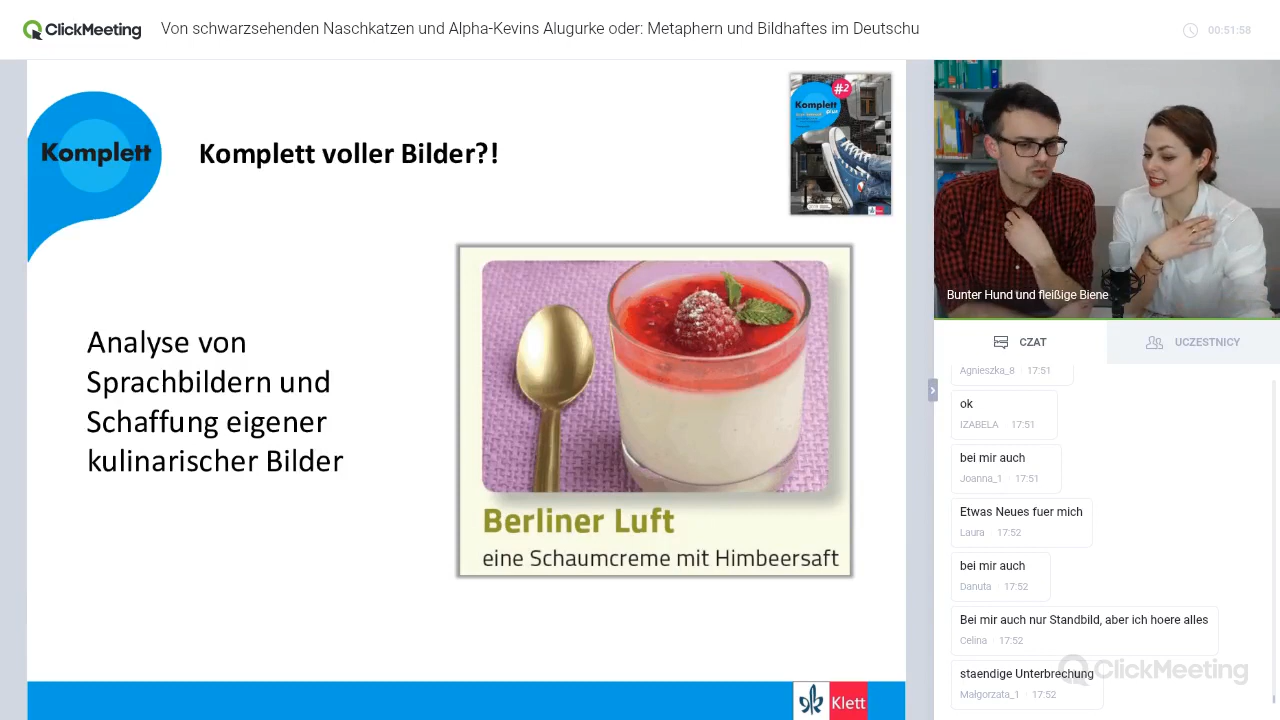 ClickMeeting
Von schwarzsehenden Naschkatzen und Alpha-Kevins Alugurke oder: Metaphern und Bildhaftes im Deutschu
00:51:58
Komplett
Komplett voller Bilder?!
#2
Komplett
plus
Analyse von
Sprachbildern und
Schaffung eigener
kulinarischer Bilder
Berliner Luft
eine Schaumcreme mit Himbeersaft
Klett
Bunter Hund und fleißige Biene
CZAT
UCZESTNICY
Agnieszka_8 · 17:51
ok
IZABELA 17:51
bei mir auch
Joanna_1 · 17:51
Etwas Neues fuer mich
Laura · 17:52
bei mir auch
Danuta · 17:52
Bei mir auch nur Standbild, aber ich hoere alles
Celina · 17:52
staendige Unterbrechung
Małgorzata_1 · 17:52
ClickMeeting